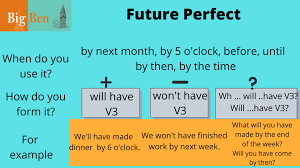 Big
Ben
Future Perfect
When do you
use it?
by next month, by 5 o'clock, before, until
by then, by the time
+
−
?
How do you
form it?
will have
V3
won't have
V3
Wh ... will ..have V3?
Will ...have V3?
For
example
We'll have made
dinner by 6 o'clock.
We won't have finished
work by next week.
What will you have
made by the end of
the week?
Will you have come
by then?